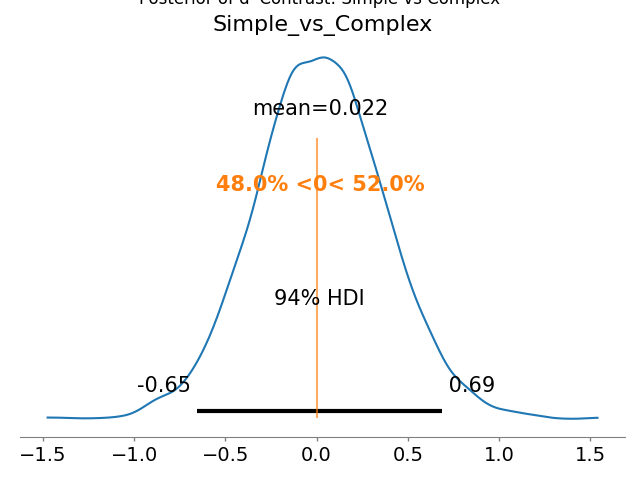 Posterior of d' Contrast: Simple vs Complex
Simple_vs_Complex
mean=0.022
48.0% <0< 52.0%
94% HDI
-0.65
0.69
−1.5
−1.0
−0.5
0.0
0.5
1.0
1.5